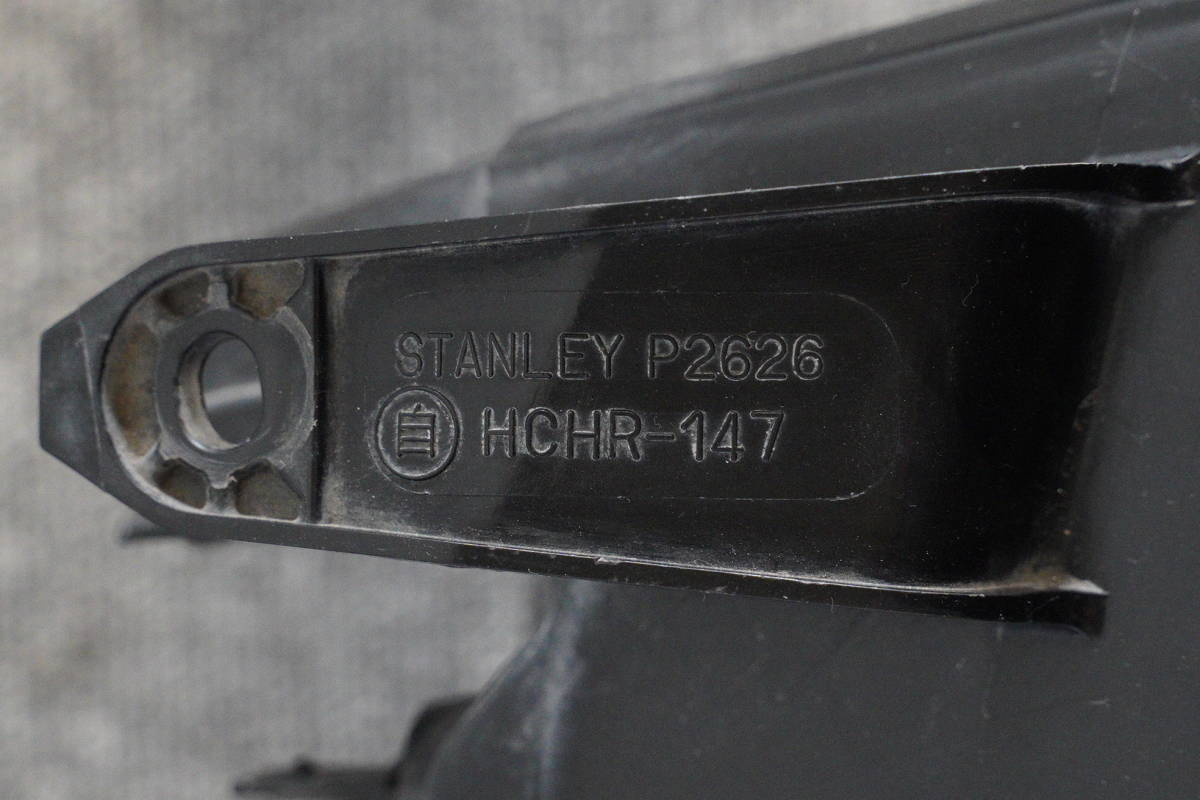 STANLEY P2626
自 HCHR-147